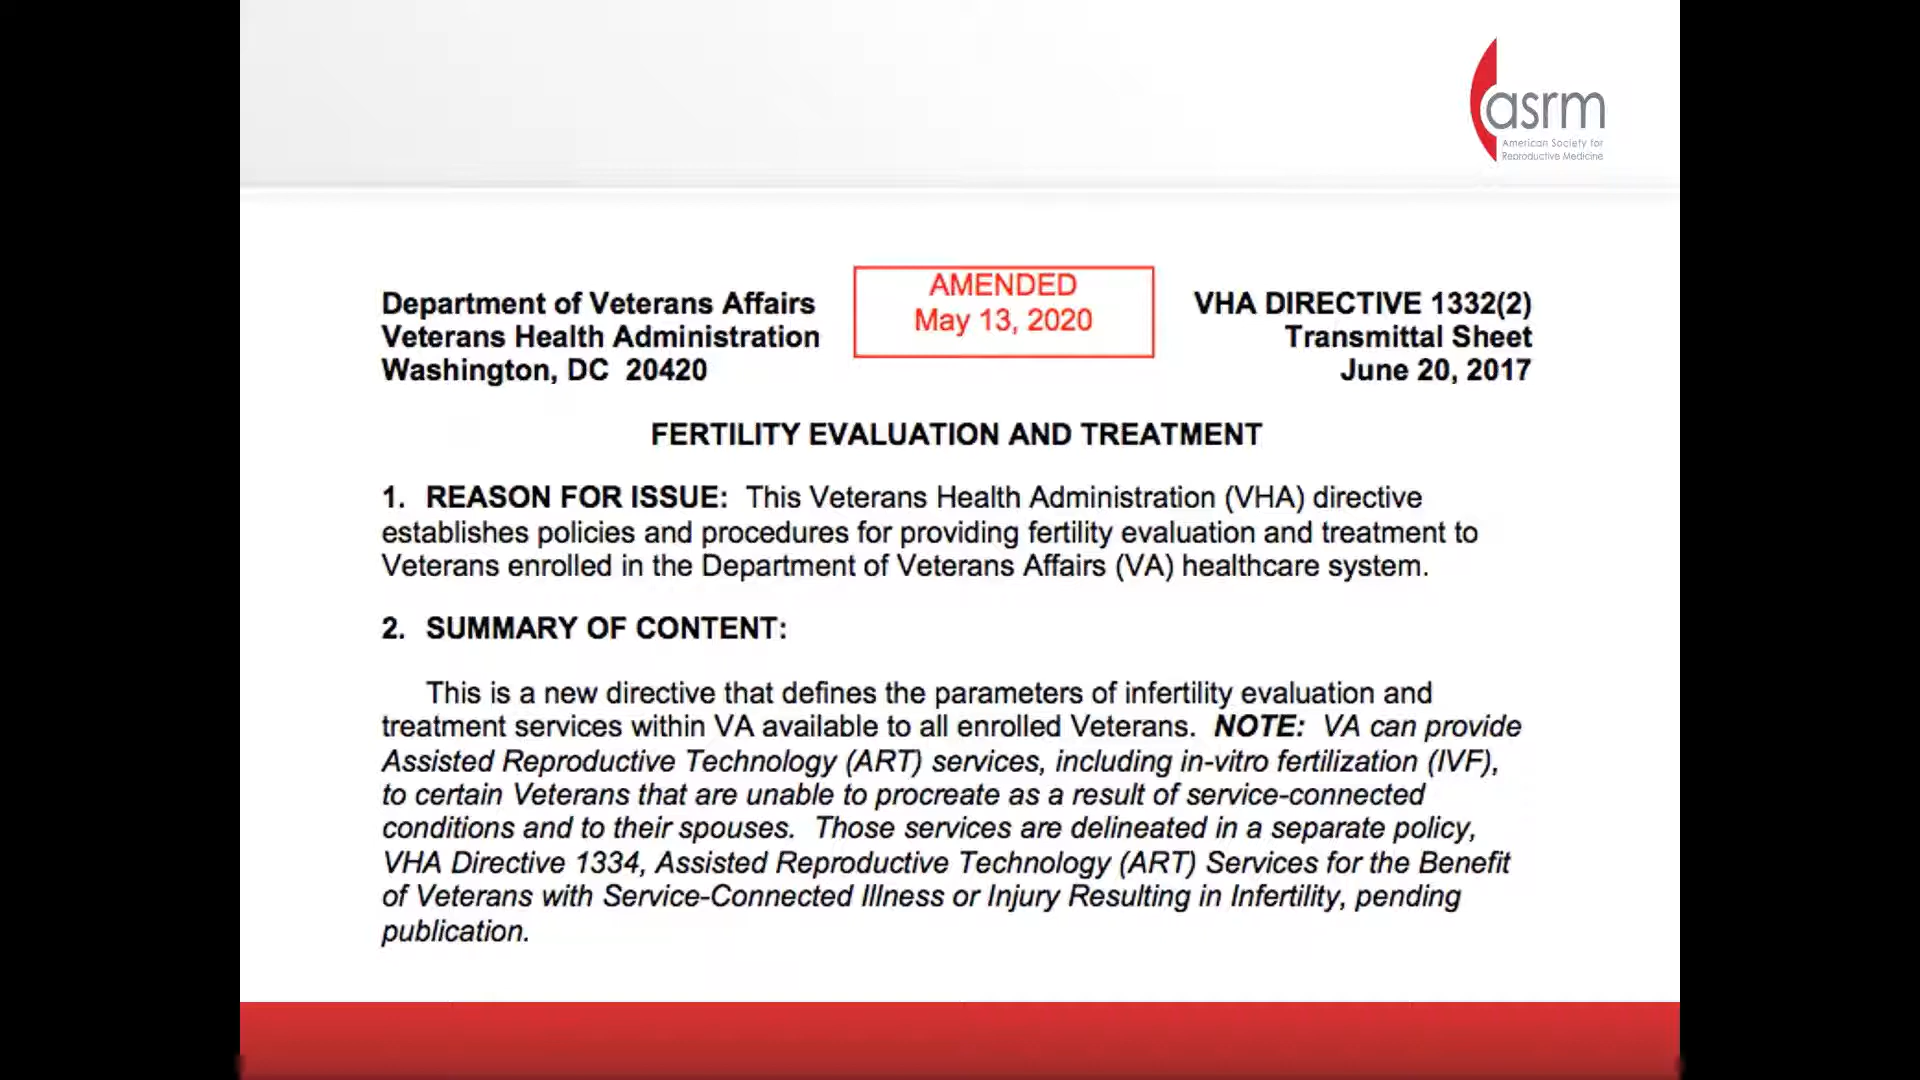 asrm
American Society for
Reproductive Medicine
Department of Veterans Affairs
Veterans Health Administration
Washington, DC 20420
AMENDED
May 13, 2020
VHA DIRECTIVE 1332(2)
Transmittal Sheet
June 20, 2017
FERTILITY EVALUATION AND TREATMENT
1. REASON FOR ISSUE: This Veterans Health Administration (VHA) directive
establishes policies and procedures for providing fertility evaluation and treatment to
Veterans enrolled in the Department of Veterans Affairs (VA) healthcare system.
2. SUMMARY OF CONTENT:
This is a new directive that defines the parameters of infertility evaluation and
treatment services within VA available to all enrolled Veterans. NOTE: VA can provide
Assisted Reproductive Technology (ART) services, including in-vitro fertilization (IVF),
to certain Veterans that are unable to procreate as a result of service-connected
conditions and to their spouses. Those services are delineated in a separate policy,
VHA Directive 1334, Assisted Reproductive Technology (ART) Services for the Benefit
of Veterans with Service-Connected Illness or Injury Resulting in Infertility, pending
publication.